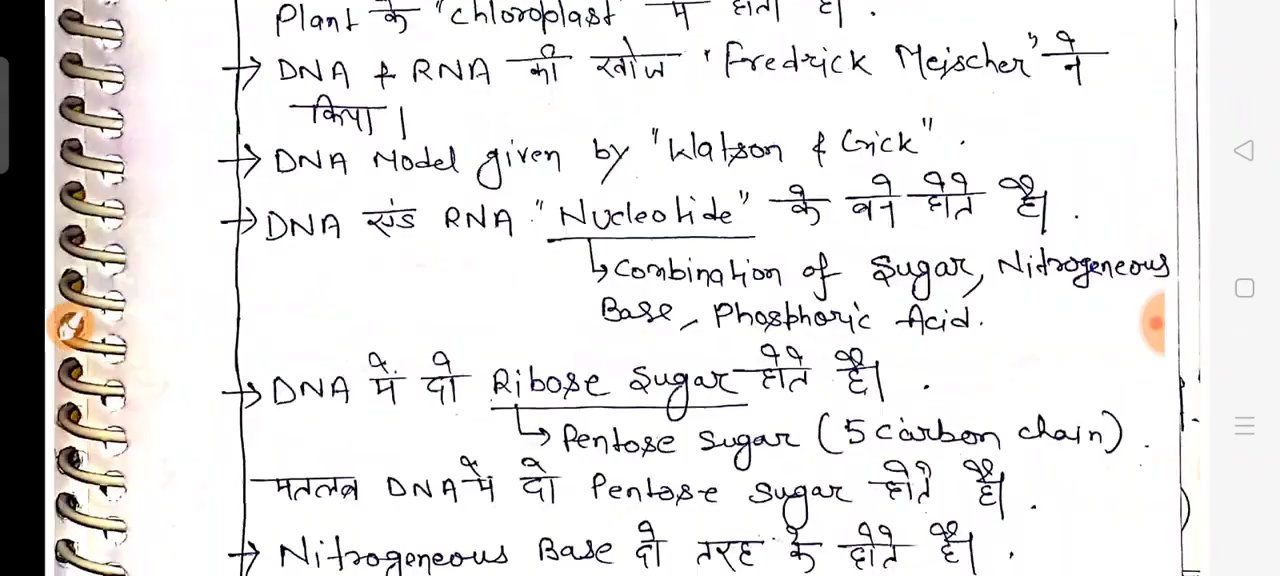 Plant के "Chloroplast" में होता है।
→ DNA & RNA की खोज "Fredrick Meischer" ने
किया।
→ DNA Model given by "Watson & Crick".
→ DNA एवं RNA "Nucleotide" के बने होते हैं।
↳ Combination of Sugar, Nitrogeneous
Base, Phosphoric Acid.
→ DNA में दो Ribose Sugar होते हैं।
↳ Pentose Sugar (5 Carbon chain).
मतलब DNA में दो Pentose Sugar होते हैं।
→ Nitrogeneous Base दो तरह के होते हैं।